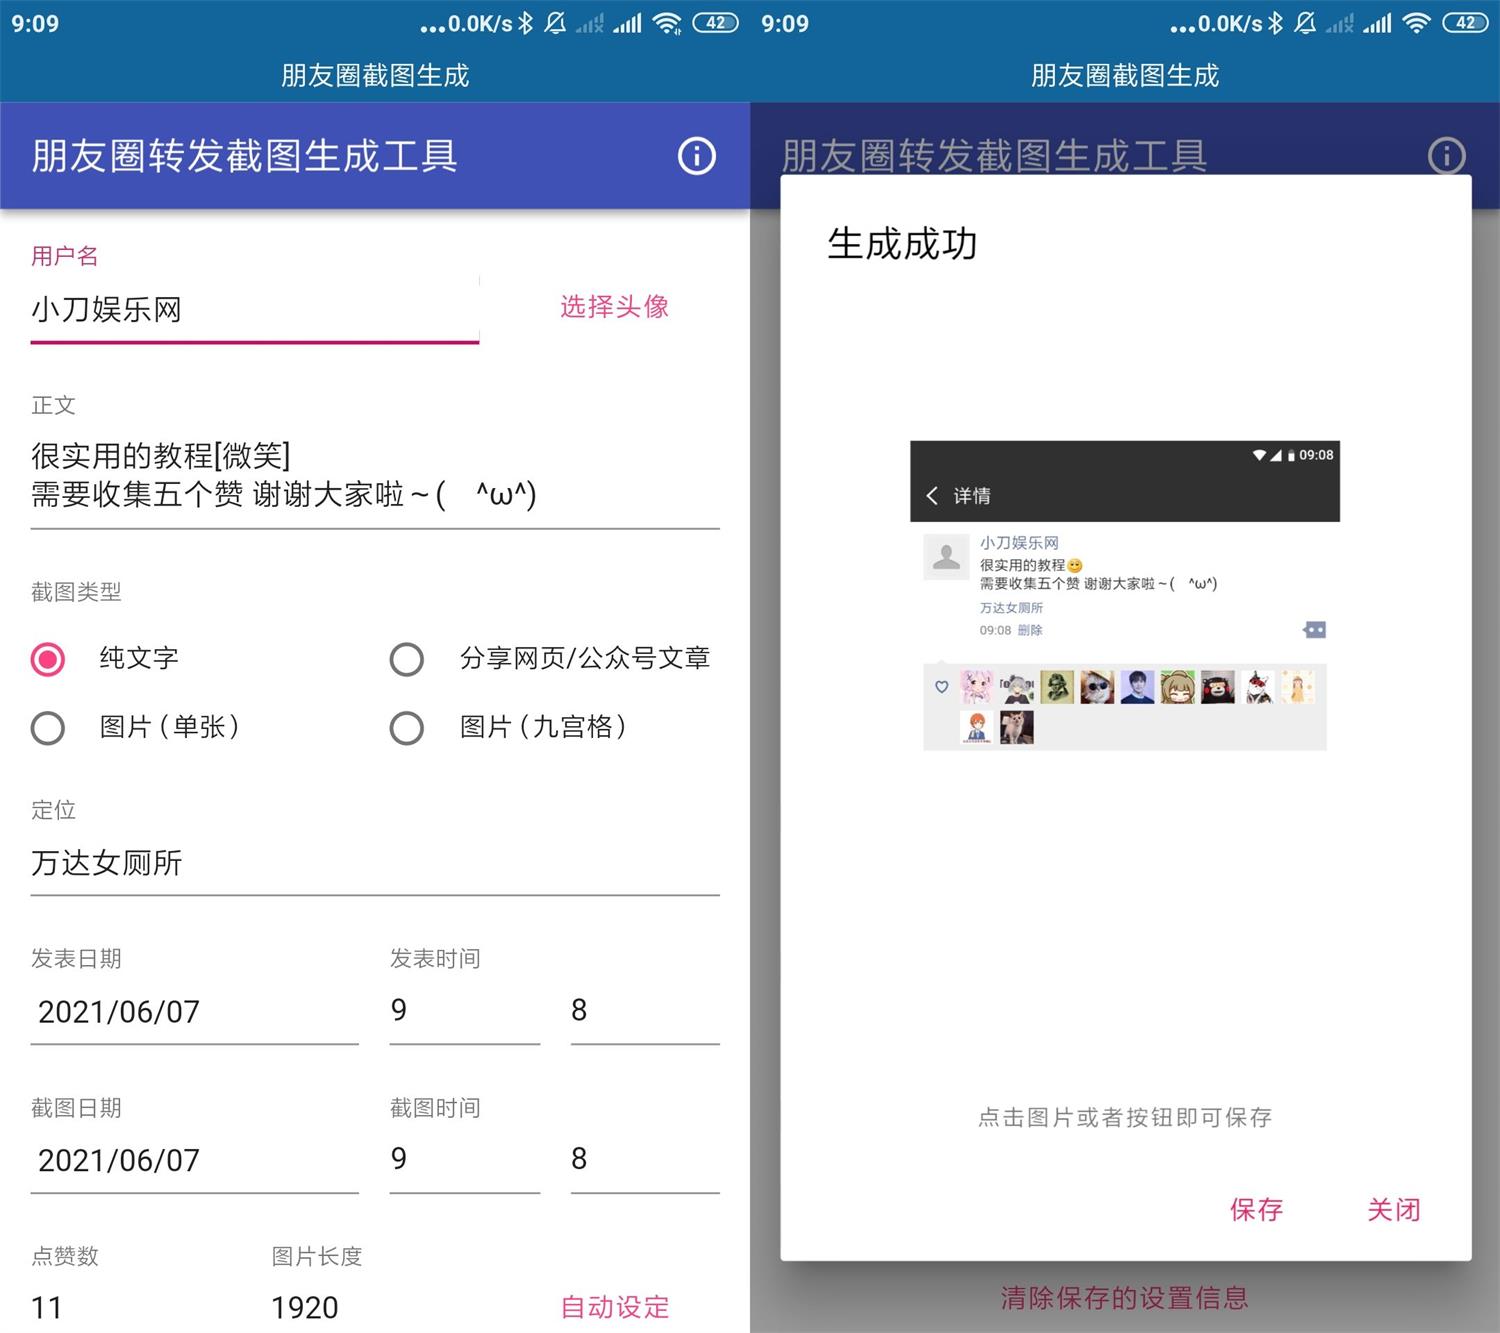 9:09
...0.0K/s
42
朋友圈截图生成
朋友圈转发截图生成工具
用户名
小刀娱乐网
选择头像
正文
很实用的教程[微笑]
需要收集五个赞 谢谢大家啦～( ^ω^)
截图类型
纯文字
分享网页/公众号文章
图片（单张）
图片（九宫格）
定位
万达女厕所
发表日期
发表时间
2021/06/07
9
8
截图日期
截图时间
2021/06/07
9
8
点赞数
图片长度
11
1920
自动设定
9:09
...0.0K/s
42
朋友圈截图生成
朋友圈转发截图生成工具
生成成功
09:08
详情
小刀娱乐网
很实用的教程😊
需要收集五个赞 谢谢大家啦～( ^ω^)
万达女厕所
09:08 删除
点击图片或者按钮即可保存
保存
关闭
清除保存的设置信息